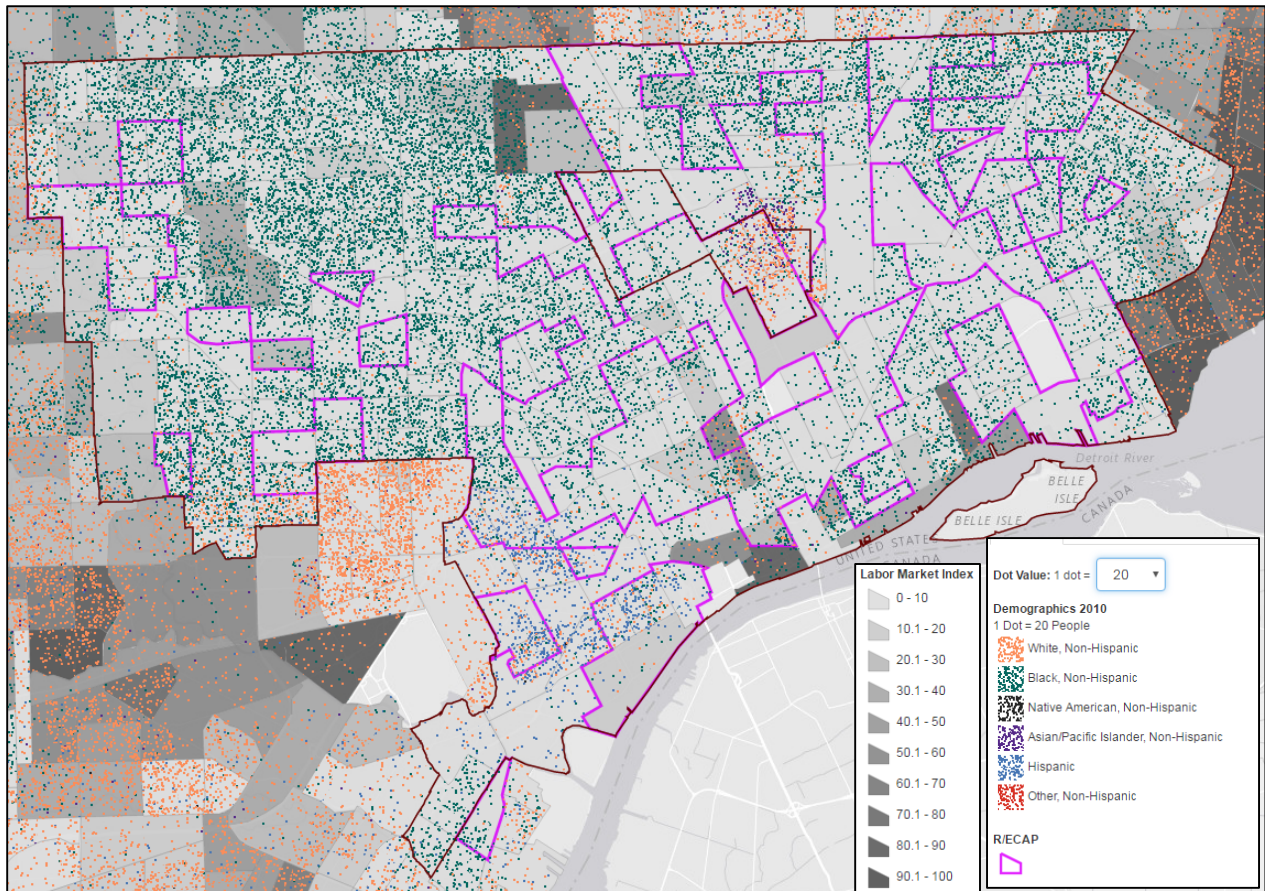 Detroit River
BELLE
ISLE
BELLE ISLE
CANADA
UNITED STATE
CANADA
Labor Market Index
0 - 10
10.1 - 20
20.1 - 30
30.1 - 40
40.1 - 50
50.1 - 60
60.1 - 70
70.1 - 80
80.1 - 90
90.1 - 100
Dot Value: 1 dot = 20
Demographics 2010
1 Dot = 20 People
White, Non-Hispanic
Black, Non-Hispanic
Native American, Non-Hispanic
Asian/Pacific Islander, Non-Hispanic
Hispanic
Other, Non-Hispanic
R/ECAP